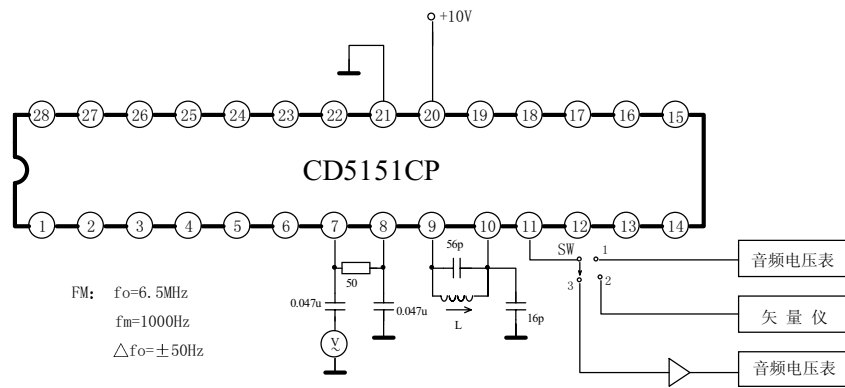 +10V
28 27 26 25 24 23 22 21 20 19 18 17 16 15
CD5151CP
1 2 3 4 5 6 7 8 9 10 11 12 13 14
56p
SW 1
音频电压表
50
3 2
FM: fo=6.5MHz
0.047u
0.047u
L
16p
矢 量 仪
fm=1000Hz
△fo=±50Hz
V
~
音频电压表